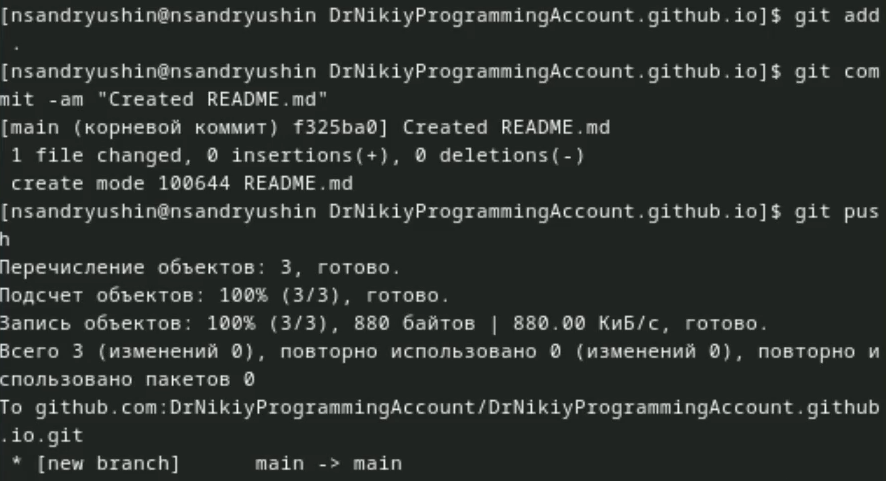 [nsandryushin@nsandryushin DrNikiyProgrammingAccount.github.io]$ git add
 .
[nsandryushin@nsandryushin DrNikiyProgrammingAccount.github.io]$ git com
mit -am "Created README.md"
[main (корневой коммит) f325ba0] Created README.md
 1 file changed, 0 insertions(+), 0 deletions(-)
 create mode 100644 README.md
[nsandryushin@nsandryushin DrNikiyProgrammingAccount.github.io]$ git pus
h
Перечисление объектов: 3, готово.
Подсчет объектов: 100% (3/3), готово.
Запись объектов: 100% (3/3), 880 байтов | 880.00 КиБ/с, готово.
Всего 3 (изменений 0), повторно использовано 0 (изменений 0), повторно и
спользовано пакетов 0
To github.com:DrNikiyProgrammingAccount/DrNikiyProgrammingAccount.github
.io.git
 * [new branch]      main -> main